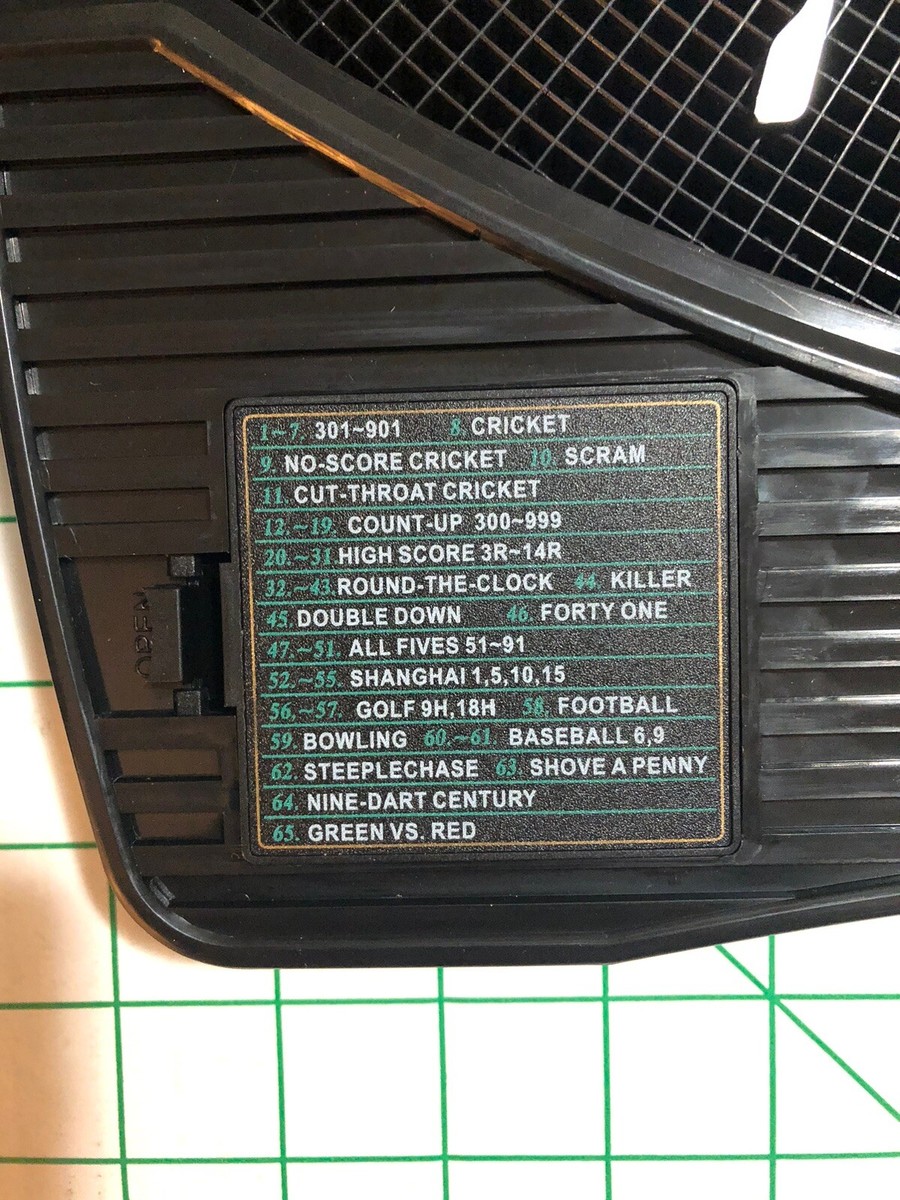 1~7. 301~901 8. CRICKET
9. NO-SCORE CRICKET 10. SCRAM
11. CUT-THROAT CRICKET
12.~19. COUNT-UP 300~999
20.~31. HIGH SCORE 3R~14R
32.~43. ROUND-THE-CLOCK 44. KILLER
45. DOUBLE DOWN 46. FORTY ONE
47.~51. ALL FIVES 51~91
52.~55. SHANGHAI 1,5,10,15
56.~57. GOLF 9H,18H 58. FOOTBALL
59. BOWLING 60.~61. BASEBALL 6,9
62. STEEPLECHASE 63. SHOVE A PENNY
64. NINE-DART CENTURY
65. GREEN VS. RED
OPEN